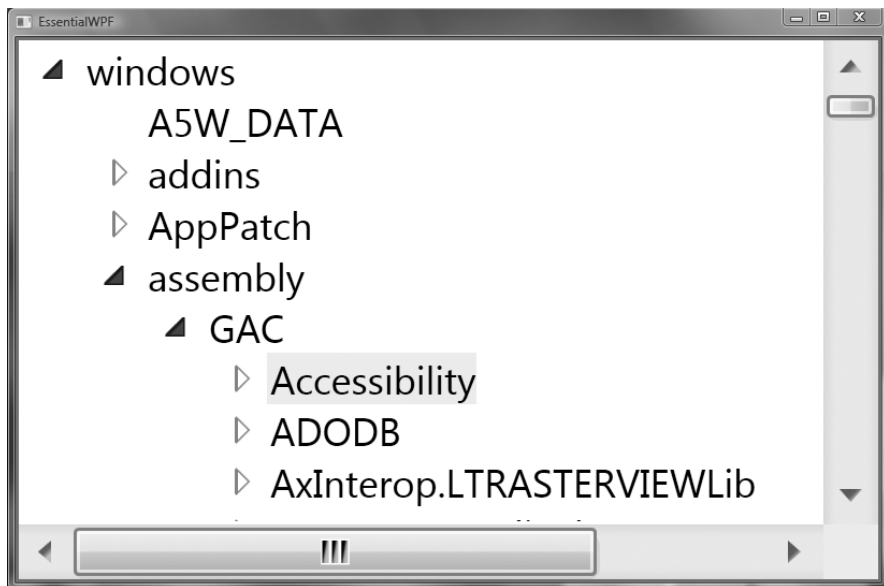 EssentialWPF
windows
A5W_DATA
addins
AppPatch
assembly
GAC
Accessibility
ADODB
AxInterop.LTRASTERVIEWLib